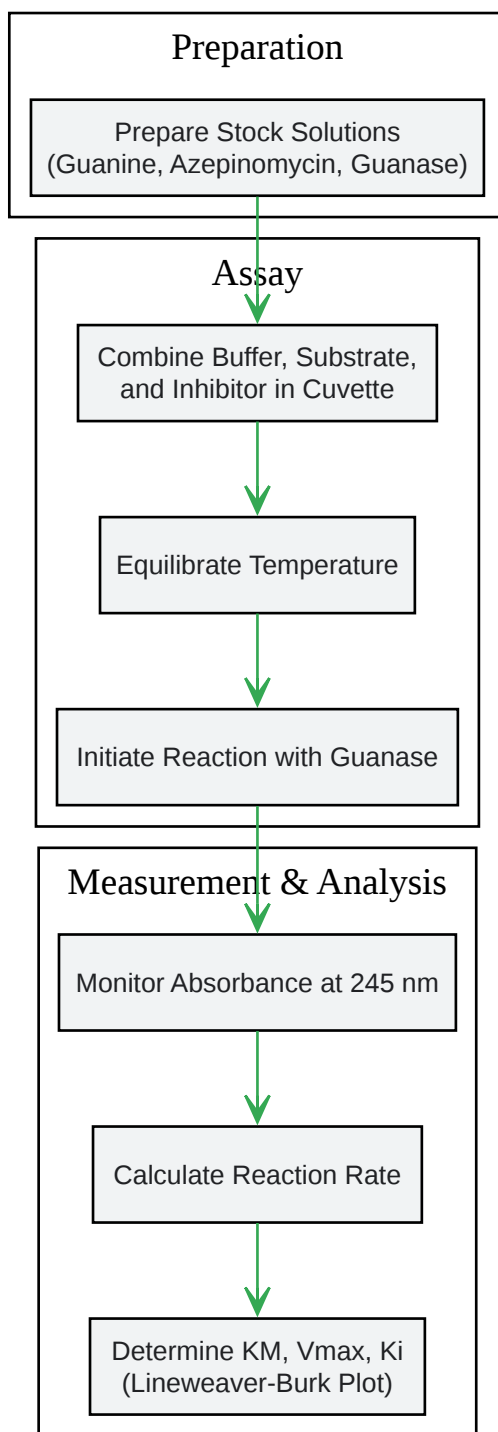 Preparation
Prepare Stock Solutions
(Guanine, Azepinomycin, Guanase)
Assay
Combine Buffer, Substrate,
and Inhibitor in Cuvette
Equilibrate Temperature
Initiate Reaction with Guanase
Measurement & Analysis
Monitor Absorbance at 245 nm
Calculate Reaction Rate
Determine KM, Vmax, Ki
(Lineweaver-Burk Plot)